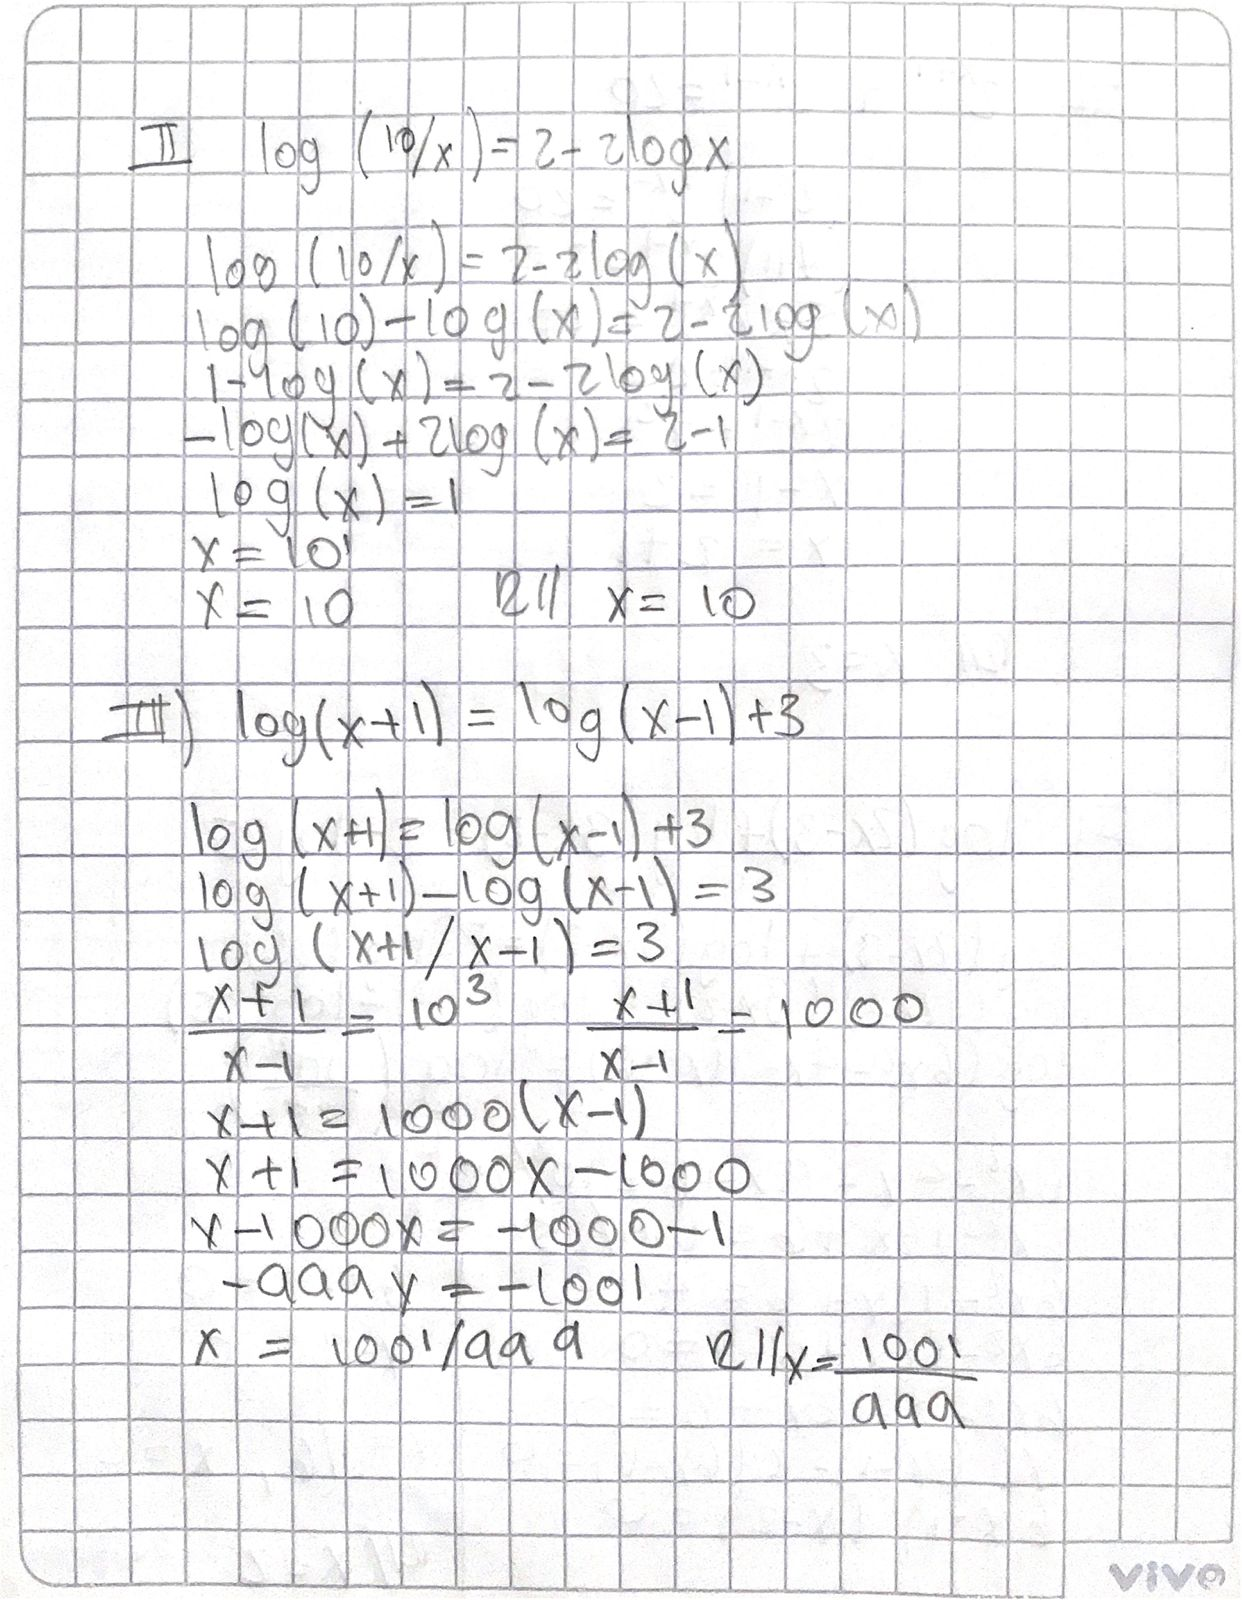 II log (10/x) = 2 - 2logx
log (10/x) = 2 - 2log(x)
log(10) - log(x) = 2 - 2log(x)
1 - log(x) = 2 - 2log(x)
-log(x) + 2log(x) = 2 - 1
log(x) = 1
x = 10¹
x = 10 R// x = 10
III) log(x+1) = log(x-1)+3
log(x+1) = log(x-1)+3
log(x+1) - log(x-1) = 3
log(x+1/x-1) = 3
x+1/x-1 = 10³ x+1/x-1 = 1000
x+1 = 1000(x-1)
x+1 = 1000x - 1000
x - 1000x = -1000 - 1
-999x = -1001
x = 1001/999 R// x = 1001/999
vivo